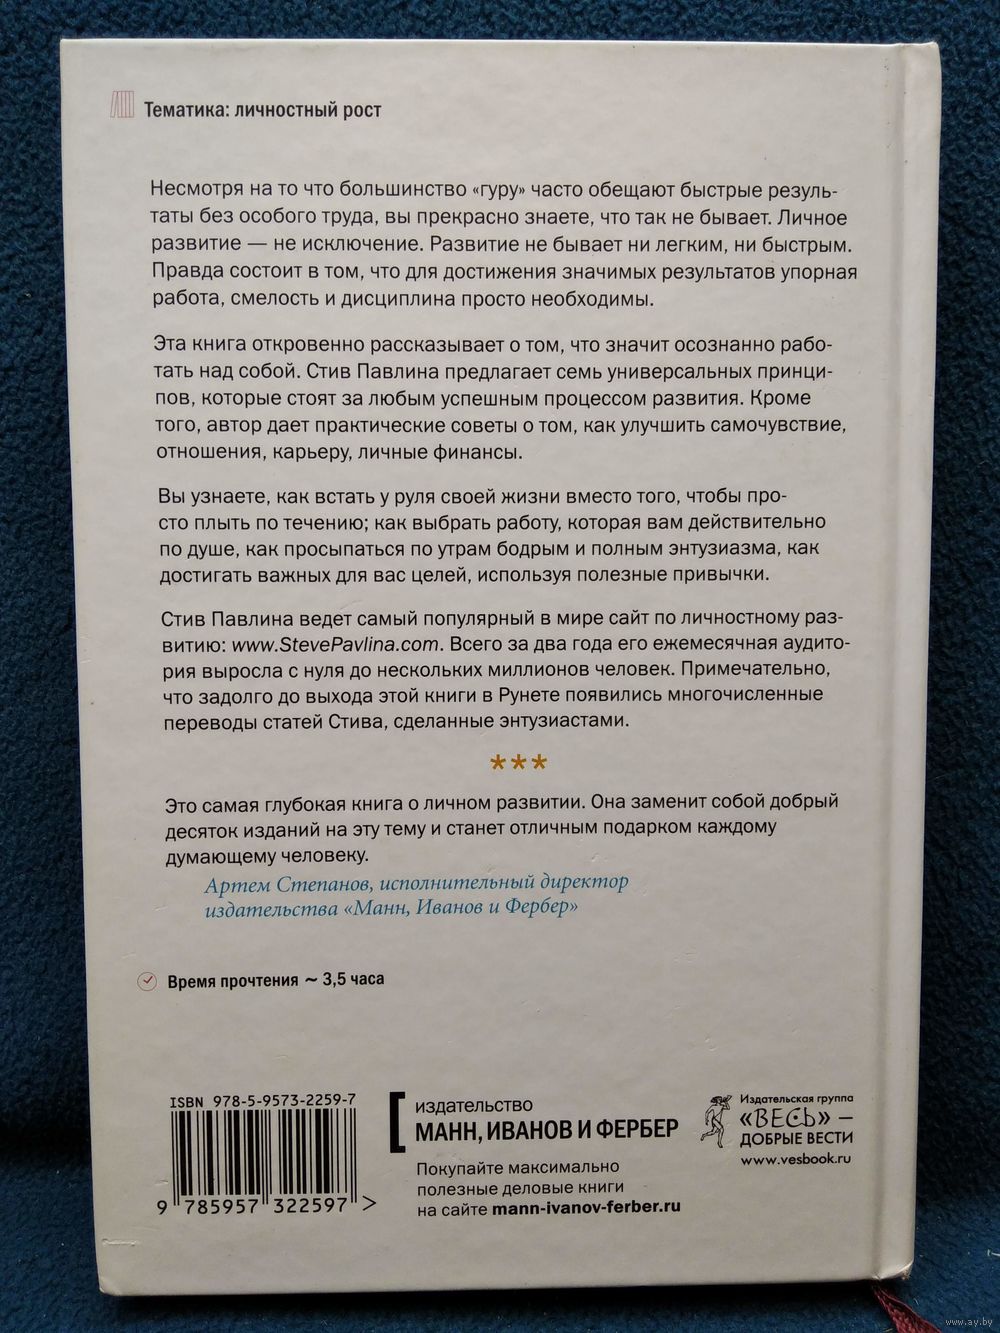 Тематика: личностный рост
Несмотря на то что большинство «гуру» часто обещают быстрые резуль-
таты без особого труда, вы прекрасно знаете, что так не бывает. Личное
развитие — не исключение. Развитие не бывает ни легким, ни быстрым.
Правда состоит в том, что для достижения значимых результатов упорная
работа, смелость и дисциплина просто необходимы.
Эта книга откровенно рассказывает о том, что значит осознанно рабо-
тать над собой. Стив Павлина предлагает семь универсальных принци-
пов, которые стоят за любым успешным процессом развития. Кроме
того, автор дает практические советы о том, как улучшить самочувствие,
отношения, карьеру, личные финансы.
Вы узнаете, как встать у руля своей жизни вместо того, чтобы про-
сто плыть по течению; как выбрать работу, которая вам действительно
по душе, как просыпаться по утрам бодрым и полным энтузиазма, как
достигать важных для вас целей, используя полезные привычки.
Стив Павлина ведет самый популярный в мире сайт по личностному раз-
витию: www.StevePavlina.com. Всего за два года его ежемесячная аудито-
рия выросла с нуля до нескольких миллионов человек. Примечательно,
что задолго до выхода этой книги в Рунете появились многочисленные
переводы статей Стива, сделанные энтузиастами.
***
Это самая глубокая книга о личном развитии. Она заменит собой добрый
десяток изданий на эту тему и станет отличным подарком каждому
думающему человеку.
Артем Степанов, исполнительный директор
издательства «Манн, Иванов и Фербер»
Время прочтения ~ 3,5 часа
ISBN 978-5-9573-2259-7
9 785957 322597 >
издательство
МАНН, ИВАНОВ И ФЕРБЕР
Покупайте максимально
полезные деловые книги
на сайте mann-ivanov-ferber.ru
Издательская группа
«ВЕСЬ» —
ДОБРЫЕ ВЕСТИ
www.vesbook.ru
www.ay.by